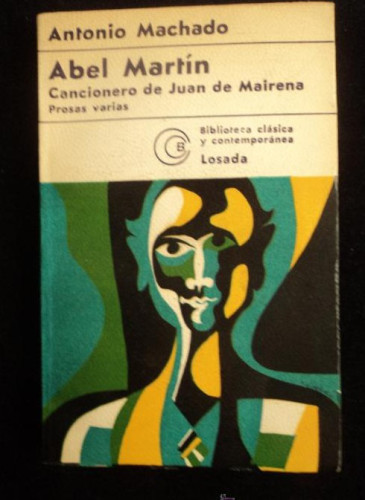 Antonio Machado
Abel Martín
Cancionero de Juan de Mairena
Prosas varias
B
Biblioteca clásica
y contemporánea
Losada